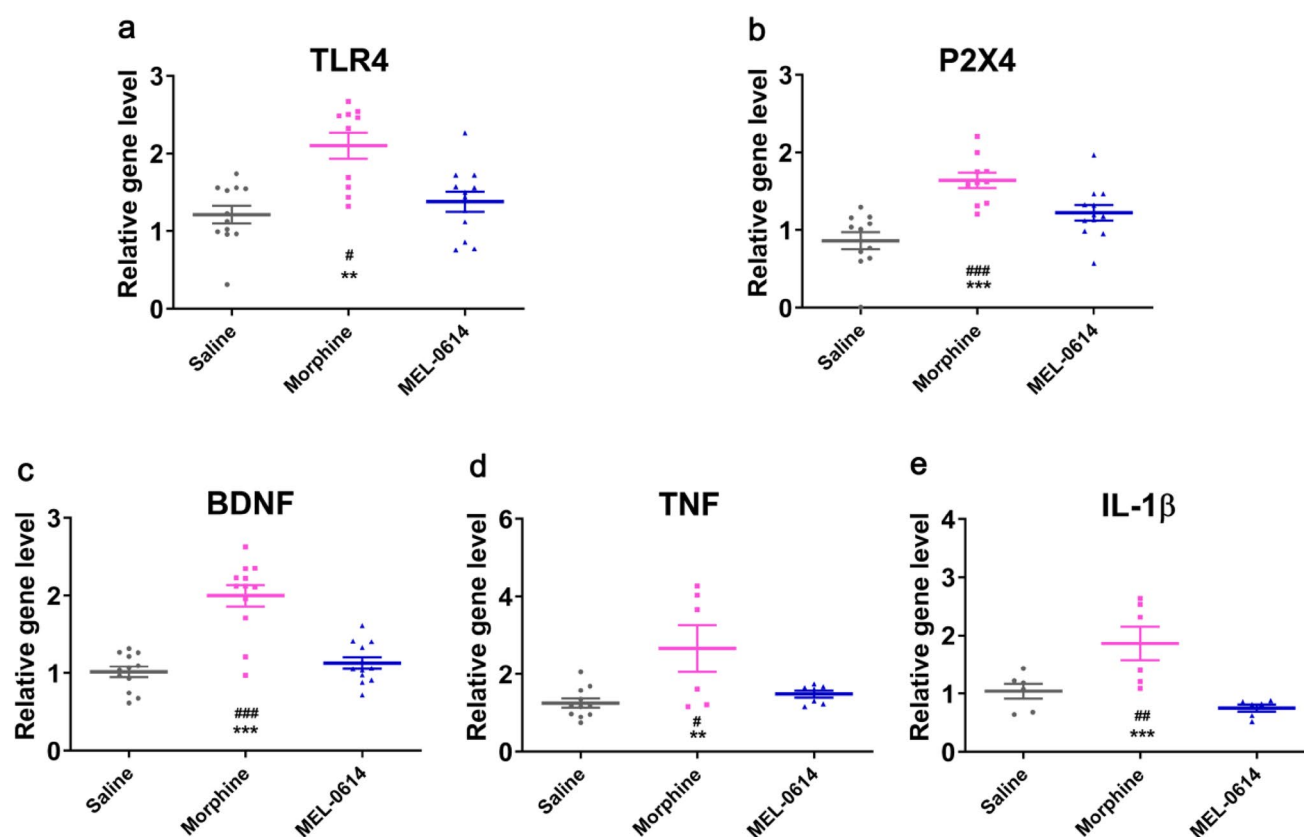 a
TLR4
Relative gene level
3
2
1
0
#
**
Saline
Morphine
MEL-0614
b
P2X4
Relative gene level
3
2
1
0
###
***
Saline
Morphine
MEL-0614
c
BDNF
Relative gene level
3
2
1
0
###
***
Saline
Morphine
MEL-0614
d
TNF
Relative gene level
6
4
2
0
#
**
Saline
Morphine
MEL-0614
e
IL-1β
Relative gene level
4
3
2
1
0
##
***
Saline
Morphine
MEL-0614